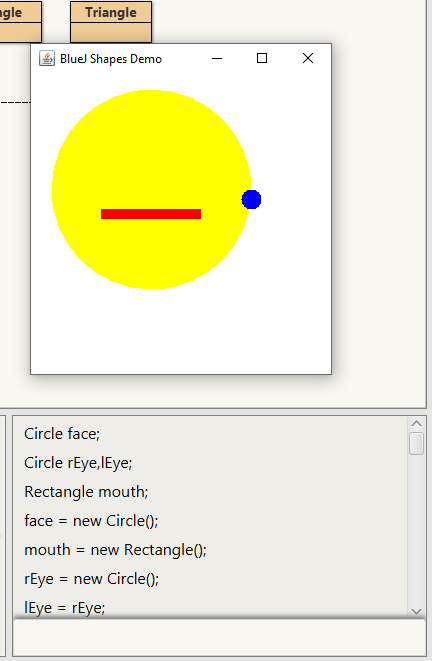 ngle
Triangle
BlueJ Shapes Demo
Circle face;
Circle rEye,lEye;
Rectangle mouth;
face = new Circle();
mouth = new Rectangle();
rEye = new Circle();
lEye = rEye;